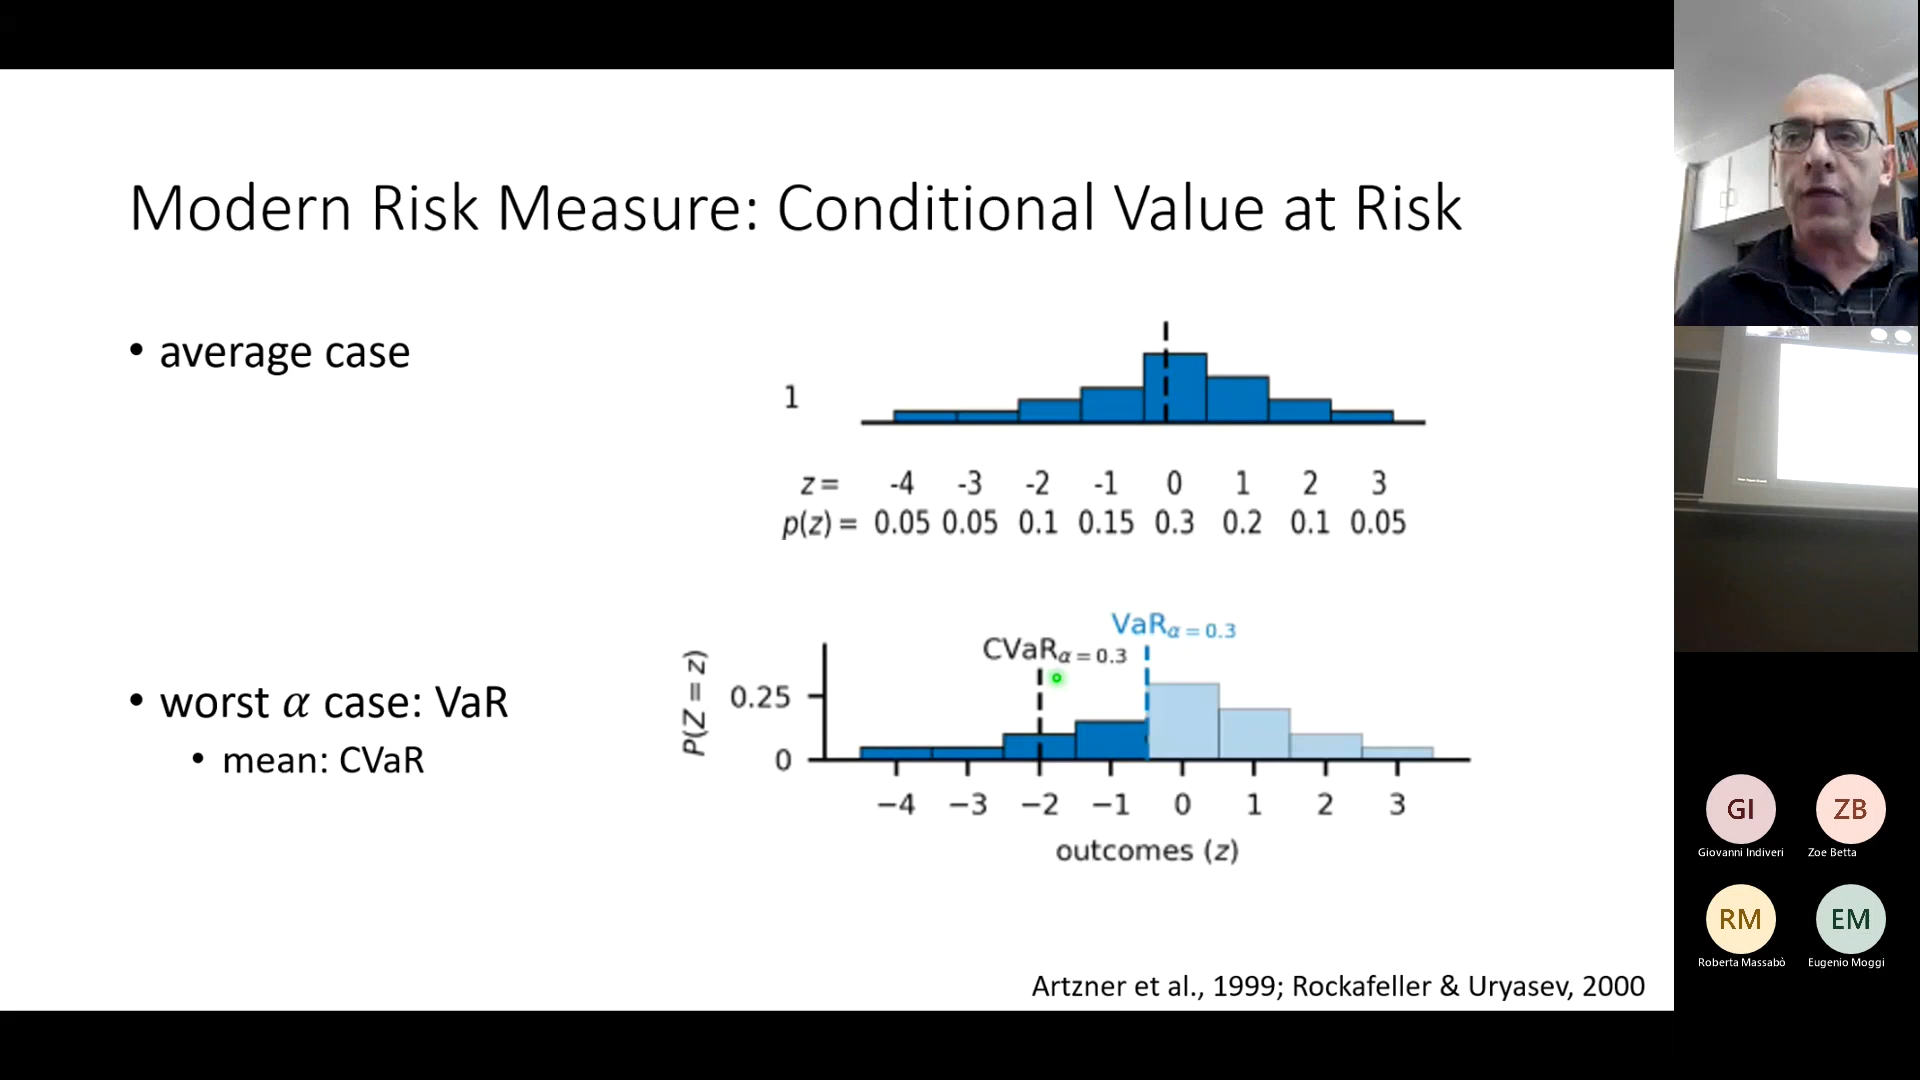 Modern Risk Measure: Conditional Value at Risk
• average case
1
z = -4 -3 -2 -1 0 1 2 3
p(z) = 0.05 0.05 0.1 0.15 0.3 0.2 0.1 0.05
• worst α case: VaR
• mean: CVaR
VaRα = 0.3
CVaRα = 0.3
P(Z = z)
0.25
0
−4 −3 −2 −1 0 1 2 3
outcomes (z)
Artzner et al., 1999; Rockafeller & Uryasev, 2000
GI ZB
Giovanni Indiveri Zoe Betta
RM EM
Roberta Massabò Eugenio Moggi